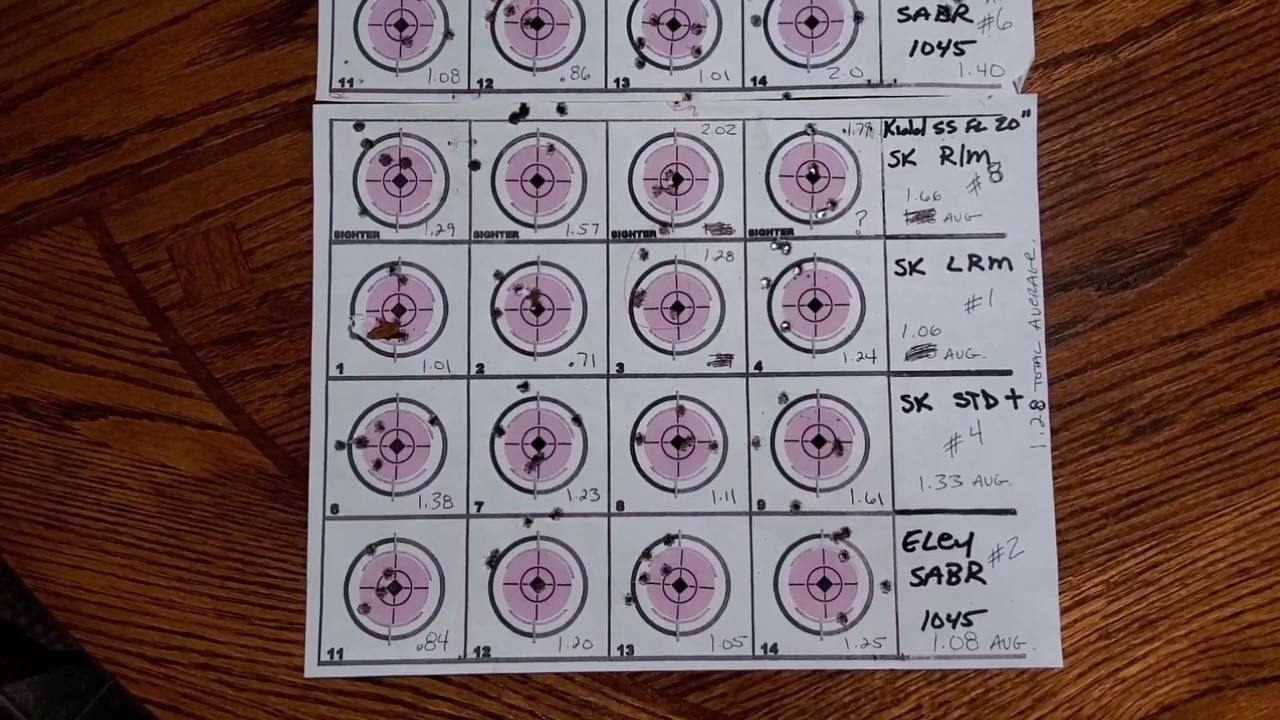 SABR #6
1045
11 1.08 12 .86 13 1.01 14 2.0 1.40
2.02 1.79 Kidd SS Fl 20"
SK R/m
#8
1.66
AUG
SIGHTER 1.29 SIGHTER 1.57 SIGHTER SIGHTER ?
1.28 SK LRm
#1
1.06
AUG.
1 1.01 2 .71 3 4 1.24
1.28 TOTAL AVERAGE.
SK STD+
#4
1.33 AUG.
6 1.38 7 1.23 8 1.11 9 1.61
ELey #2
SABR
1045
11 .84 12 1.20 13 1.05 14 1.25 1.08 AUG.